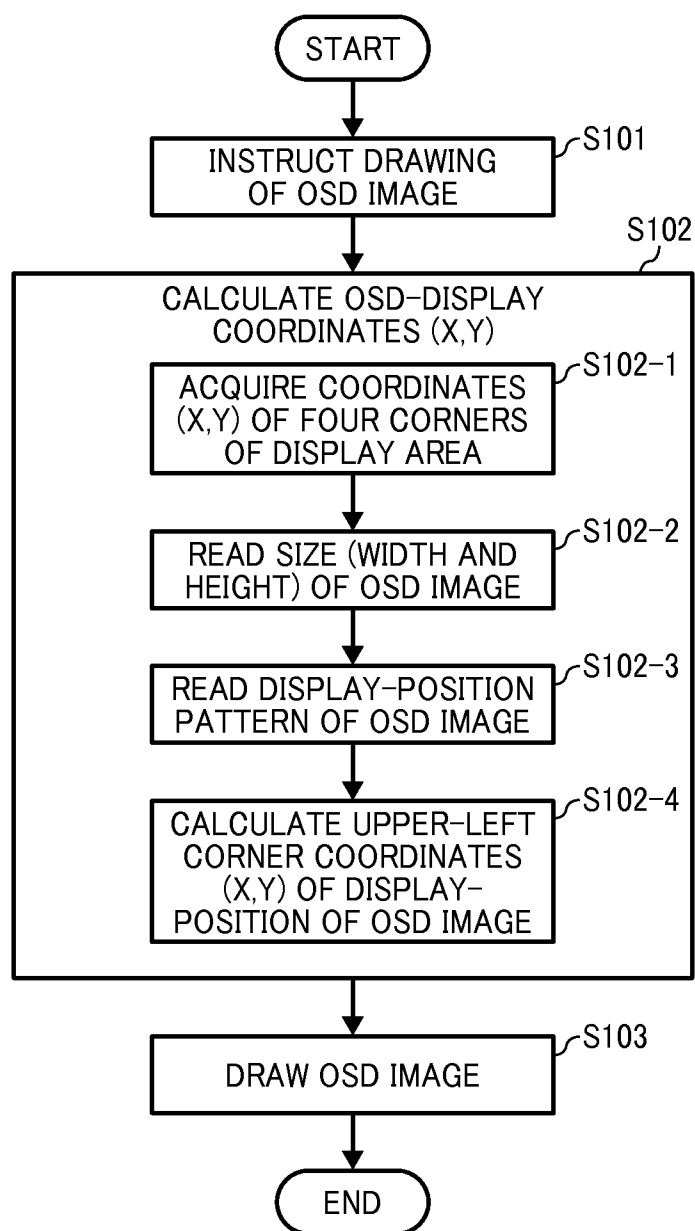 START
S101
INSTRUCT DRAWING
OF OSD IMAGE
S102
CALCULATE OSD-DISPLAY
COORDINATES (X,Y)
S102-1
ACQUIRE COORDINATES
(X,Y) OF FOUR CORNERS
OF DISPLAY AREA
S102-2
READ SIZE (WIDTH AND
HEIGHT) OF OSD IMAGE
S102-3
READ DISPLAY-POSITION
PATTERN OF OSD IMAGE
S102-4
CALCULATE UPPER-LEFT
CORNER COORDINATES
(X,Y) OF DISPLAY-
POSITION OF OSD IMAGE
S103
DRAW OSD IMAGE
END